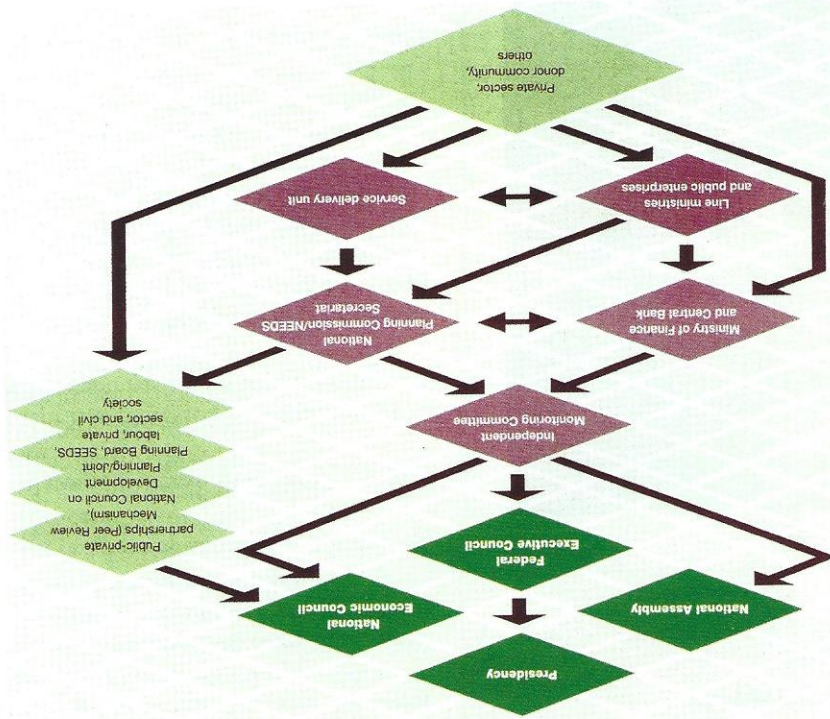 Presidency
National Assembly
National
Economic Council
Federal
Executive Council
Public-private
partnerships (Peer Review
Mechanism),
National Council on
Development
Planning/Joint
Planning Board, SEEDS,
labour, private
sector, and civil
society
Independent
Monitoring Committee
Ministry of Finance
and Central Bank
National
Planning Commission/NEEDS
Secretariat
Line ministries
and public enterprises
Service delivery unit
Private sector,
donor community,
others